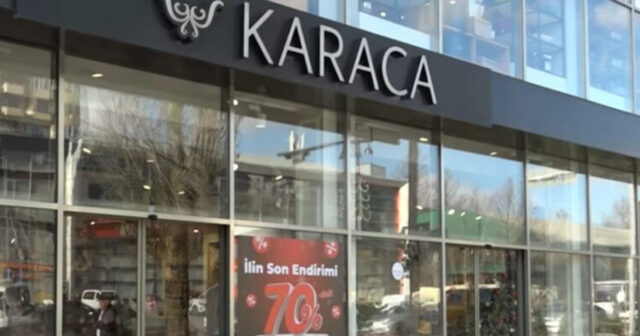 KARACA
İlin Son Endirimi
70%